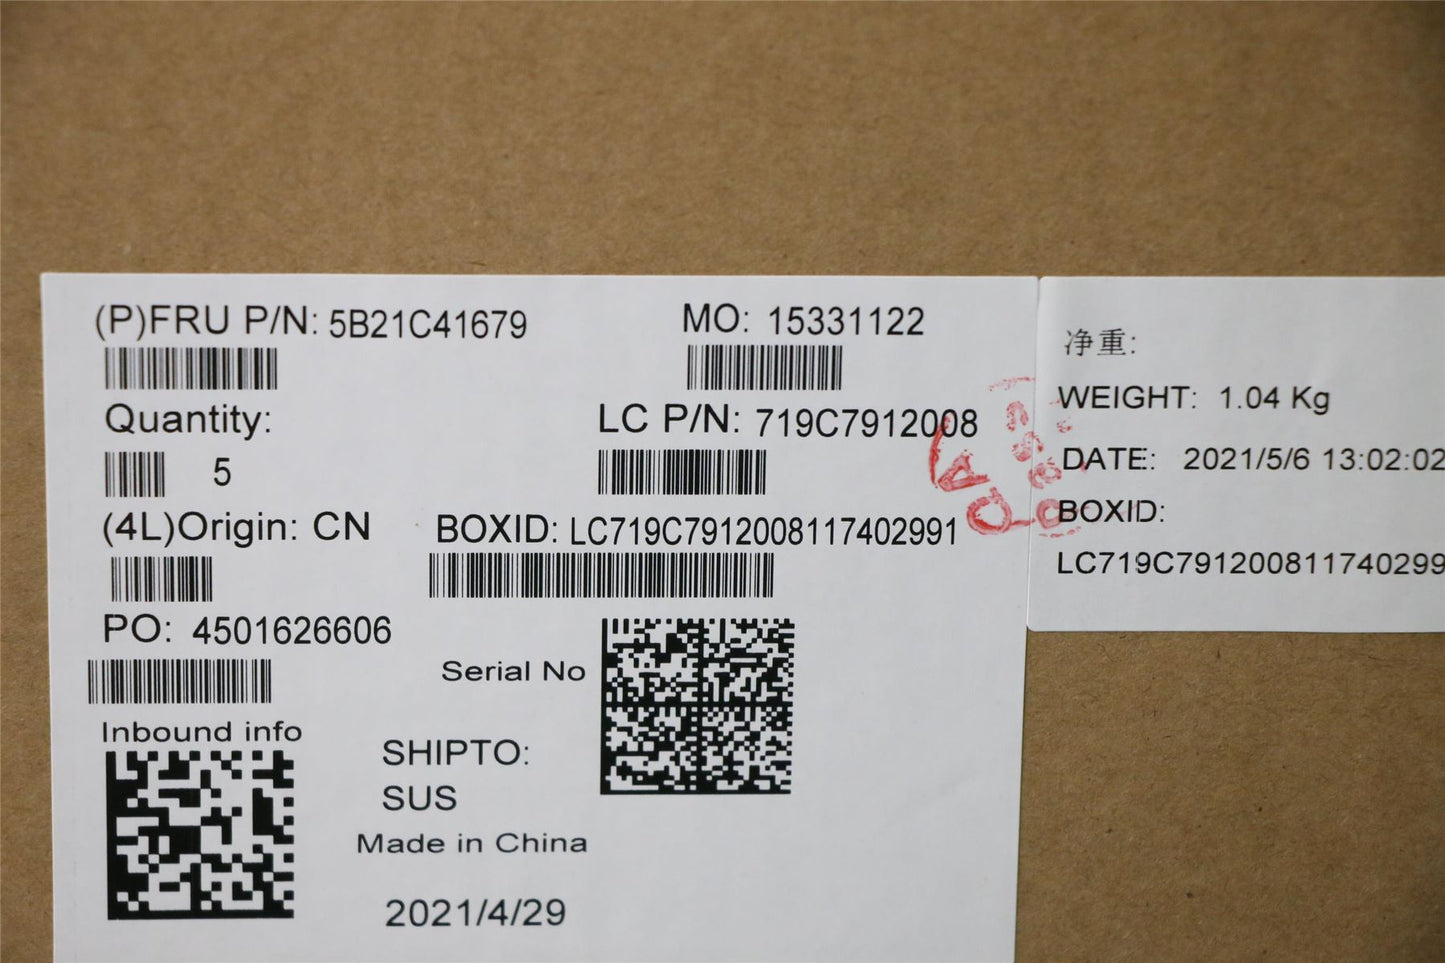 (P)FRU P/N: 5B21C41679
MO: 15331122
Quantity:
5
LC P/N: 719C7912008
(4L)Origin: CN
BOXID: LC719C7912008117402991
PO: 4501626606
Serial No
Inbound info
SHIPTO:
SUS
Made in China
2021/4/29
净重:
WEIGHT: 1.04 Kg
DATE: 2021/5/6 13:02:02
BOXID:
LC719C791200811740299